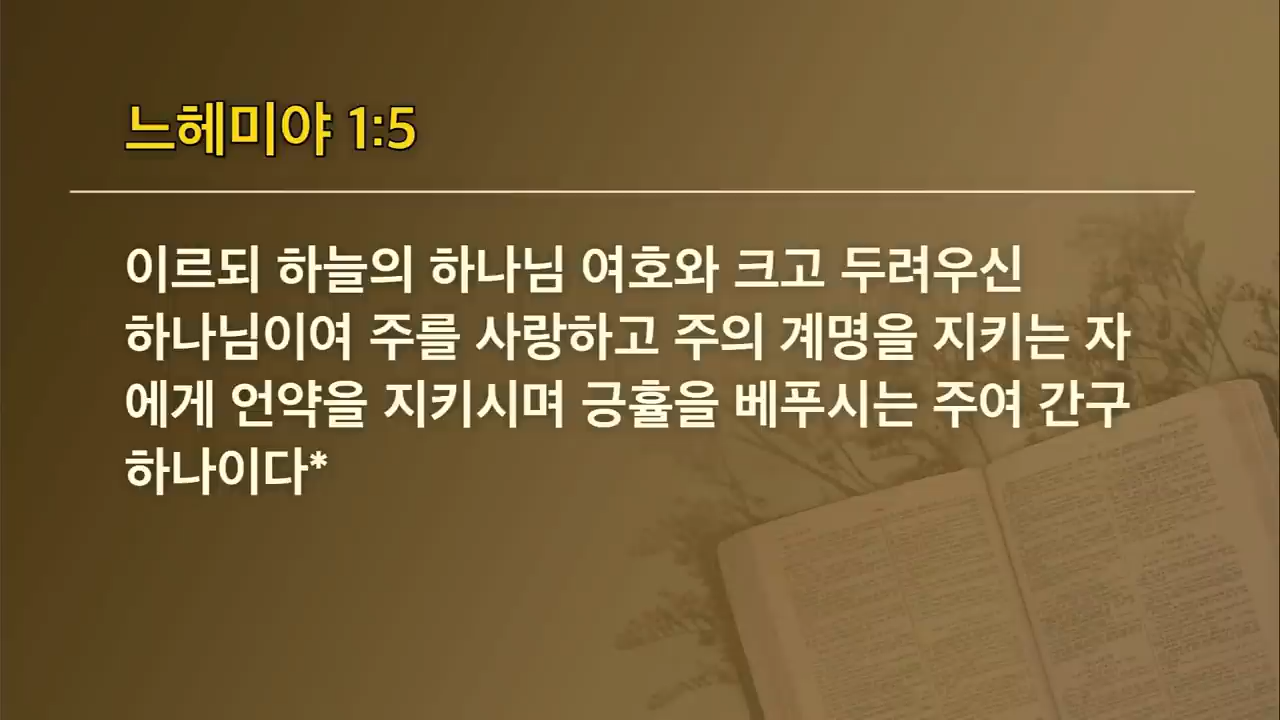 느헤미야 1:5
이르되 하늘의 하나님 여호와 크고 두려우신
하나님이여 주를 사랑하고 주의 계명을 지키는 자
에게 언약을 지키시며 긍휼을 베푸시는 주여 간구
하나이다*